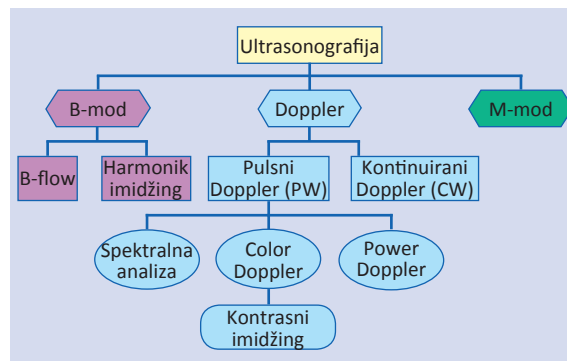 Ultrasonografija
B-mod
Doppler
M-mod
B-flow
Harmonik
imidžing
Pulsni
Doppler (PW)
Kontinuirani
Doppler (CW)
Spektralna
analiza
Color
Doppler
Power
Doppler
Kontrasni
imidžing